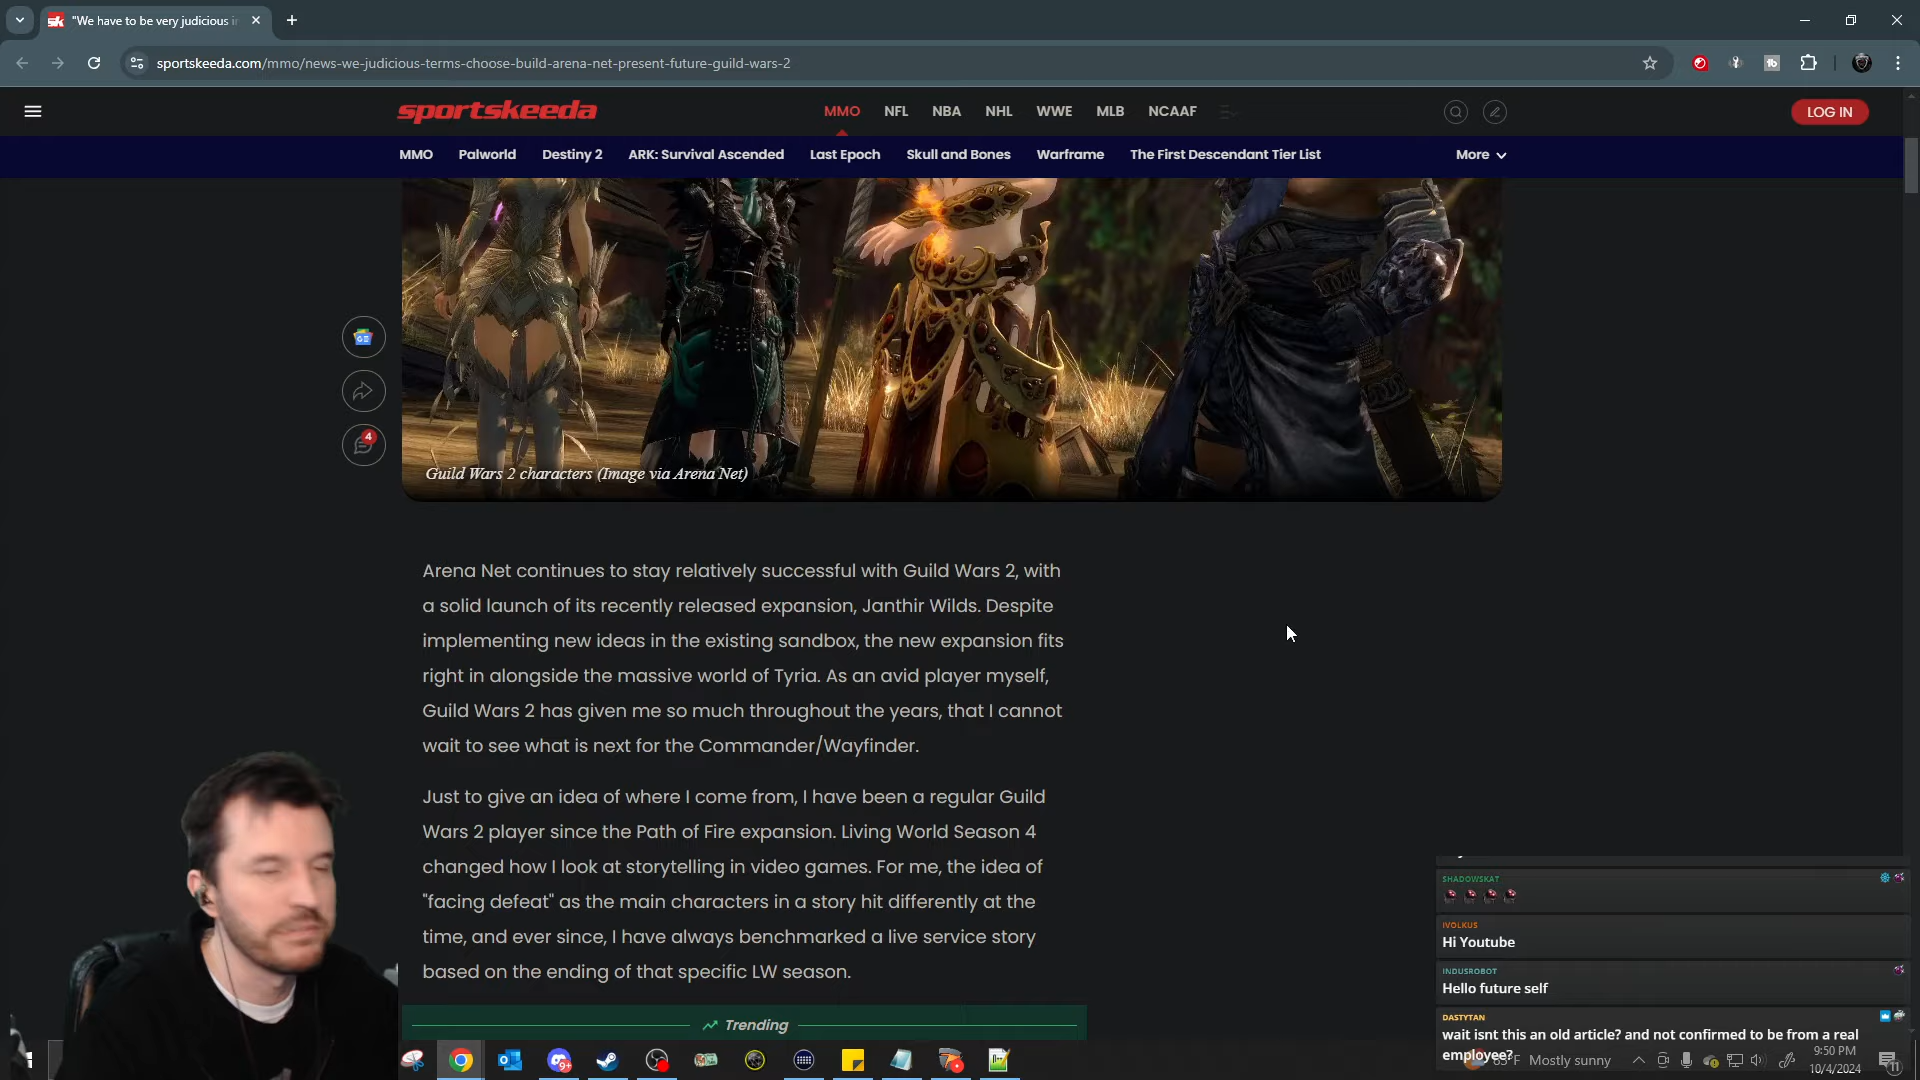 "We have to be very judicious i
sportskeeda.com/mmo/news-we-judicious-terms-choose-build-arena-net-present-future-guild-wars-2
sportskeeda
MMO NFL NBA NHL WWE MLB NCAAF
LOG IN
MMO Palworld Destiny 2 ARK: Survival Ascended Last Epoch Skull and Bones Warframe The First Descendant Tier List More
4
Guild Wars 2 characters (Image via Arena Net)
Arena Net continues to stay relatively successful with Guild Wars 2, with
a solid launch of its recently released expansion, Janthir Wilds. Despite
implementing new ideas in the existing sandbox, the new expansion fits
right in alongside the massive world of Tyria. As an avid player myself,
Guild Wars 2 has given me so much throughout the years, that I cannot
wait to see what is next for the Commander/Wayfinder.
Just to give an idea of where I come from, I have been a regular Guild
Wars 2 player since the Path of Fire expansion. Living World Season 4
changed how I look at storytelling in video games. For me, the idea of
"facing defeat" as the main characters in a story hit differently at the
time, and ever since, I have always benchmarked a live service story
based on the ending of that specific LW season.
Trending
SHADOWSKAT
IVOLKUS
Hi Youtube
INDUSROBOT
Hello future self
DASTYTAN
wait isnt this an old article? and not confirmed to be from a real
employee?
Mostly sunny
9:50 PM
10/4/2024